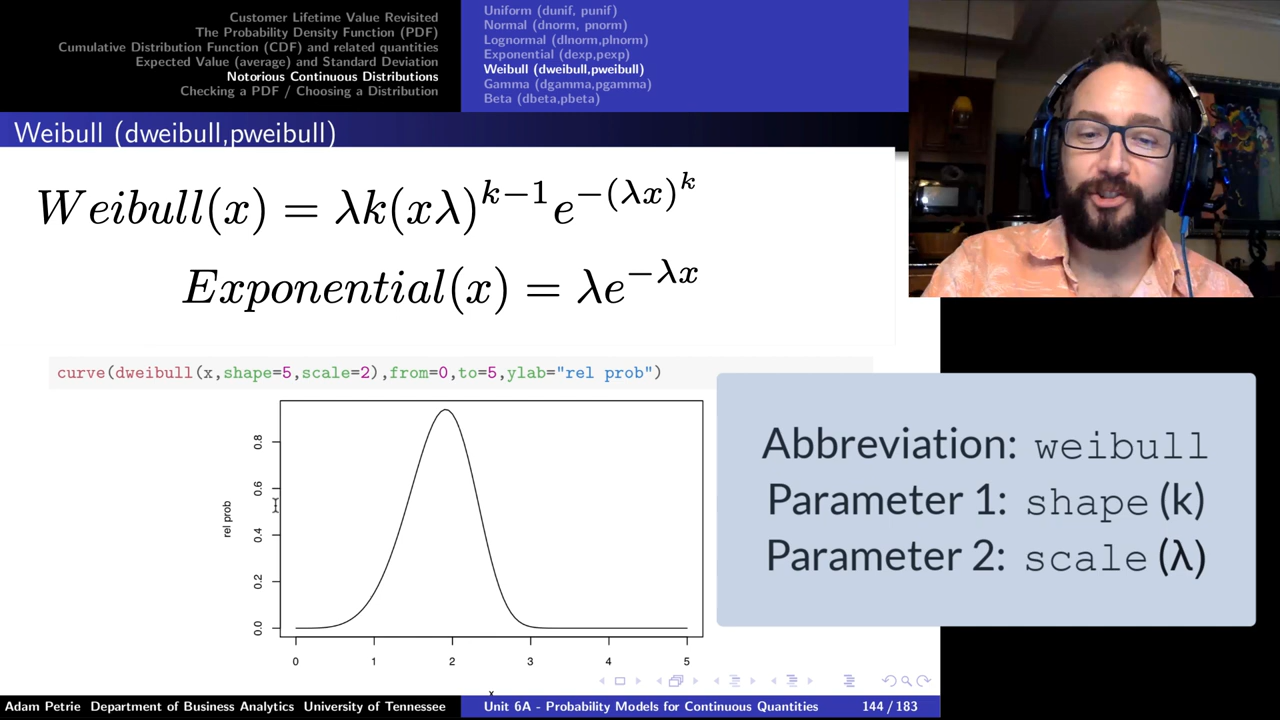 Customer Lifetime Value Revisited
The Probability Density Function (PDF)
Cumulative Distribution Function (CDF) and related quantities
Expected Value (average) and Standard Deviation
Notorious Continuous Distributions
Checking a PDF / Choosing a Distribution
Uniform (dunif, punif)
Normal (dnorm, pnorm)
Lognormal (dlnorm,plnorm)
Exponential (dexp,pexp)
Weibull (dweibull,pweibull)
Gamma (dgamma,pgamma)
Beta (dbeta,pbeta)
Weibull (dweibull,pweibull)
Weibull(x) = λk(xλ)^{k−1}e^{−(λx)^k}
Exponential(x) = λe^{−λx}
curve(dweibull(x,shape=5,scale=2),from=0,to=5,ylab="rel prob")
rel prob
0.8
0.6
0.4
0.2
0.0
0 1 2 3 4 5
x
Abbreviation: weibull
Parameter 1: shape (k)
Parameter 2: scale (λ)
Adam Petrie Department of Business Analytics University of Tennessee
Unit 6A - Probability Models for Continuous Quantities
144 / 183